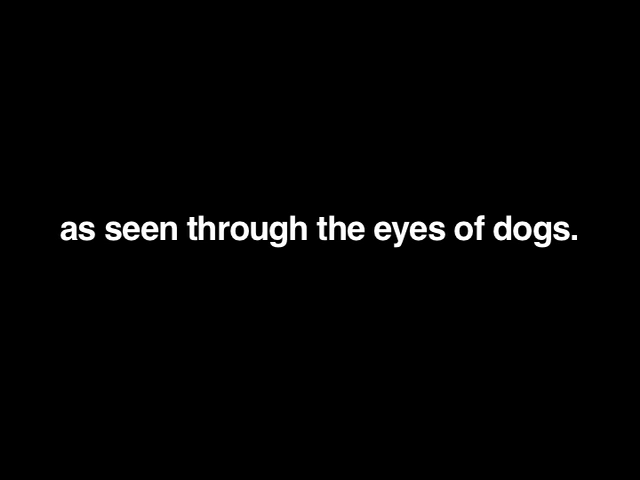 as seen through the eyes of dogs.